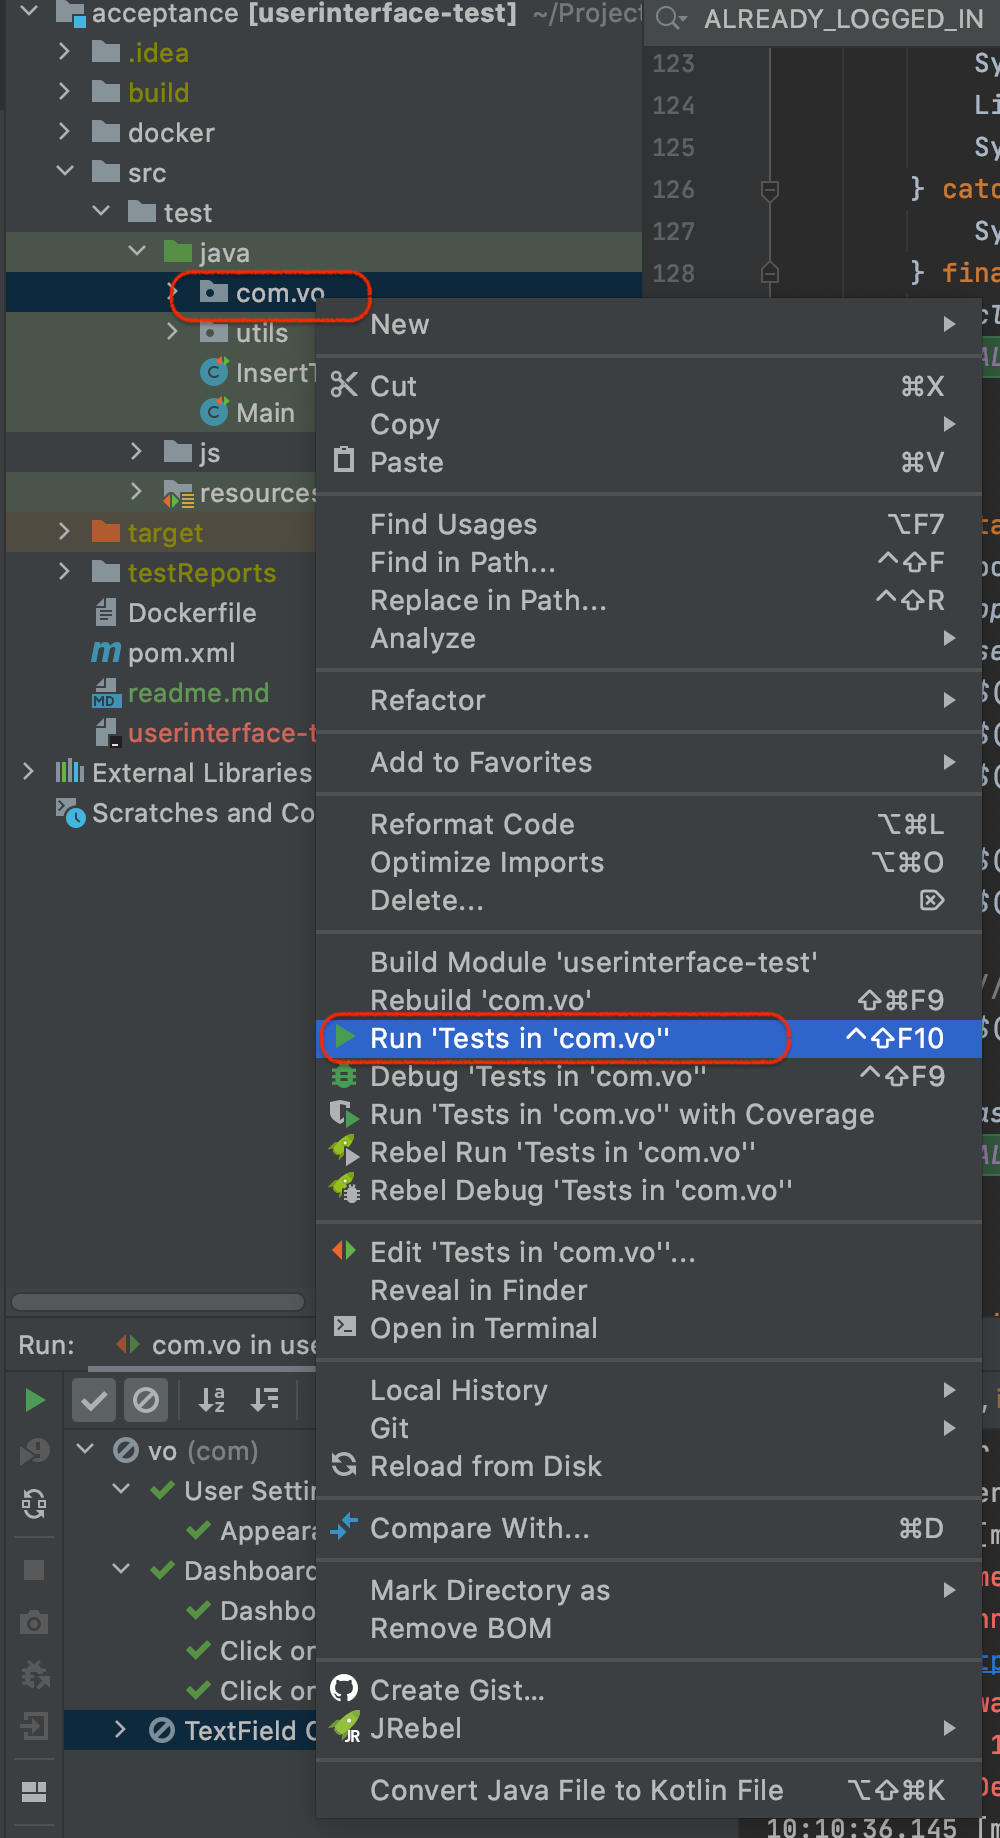 acceptance [userinterface-test] ~/Project
.idea
build
docker
src
test
java
com.vo
utils
InsertT
Main
js
resources
target
testReports
Dockerfile
pom.xml
readme.md
userinterface-t
External Libraries
Scratches and Co
ALREADY_LOGGED_IN
123 Sy
124 Li
125 Sy
126 } catc
127 Sy
128 } fina
New
Cut ⌘X
Copy
Paste ⌘V
Find Usages ⌥F7
Find in Path... ^⇧F
Replace in Path... ^⇧R
Analyze
Refactor
Add to Favorites
Reformat Code ⌥⌘L
Optimize Imports ⌥⌘O
Delete... ⌦
Build Module 'userinterface-test'
Rebuild 'com.vo' ⇧⌘F9
Run 'Tests in 'com.vo'' ^⇧F10
Debug 'Tests in 'com.vo'' ^⇧F9
Run 'Tests in 'com.vo'' with Coverage
Rebel Run 'Tests in 'com.vo''
Rebel Debug 'Tests in 'com.vo''
Edit 'Tests in 'com.vo''...
Reveal in Finder
Open in Terminal
Local History
Git
Reload from Disk
Compare With... ⌘D
Mark Directory as
Remove BOM
Create Gist...
JRebel
Convert Java File to Kotlin File ⌥⇧⌘K
Run: com.vo in use
vo (com)
User Settin
Appeara
Dashboard
Dashbo
Click on
Click on
TextField C
10:10:36.145 [m